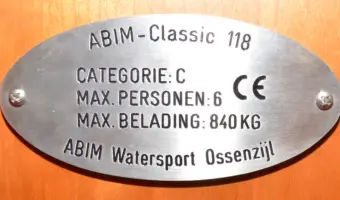 ABIM-Classic 118
CATEGORIE: C
MAX. PERSONEN: 6 CE
MAX. BELADING: 840 KG
ABIM Watersport Ossenzijl